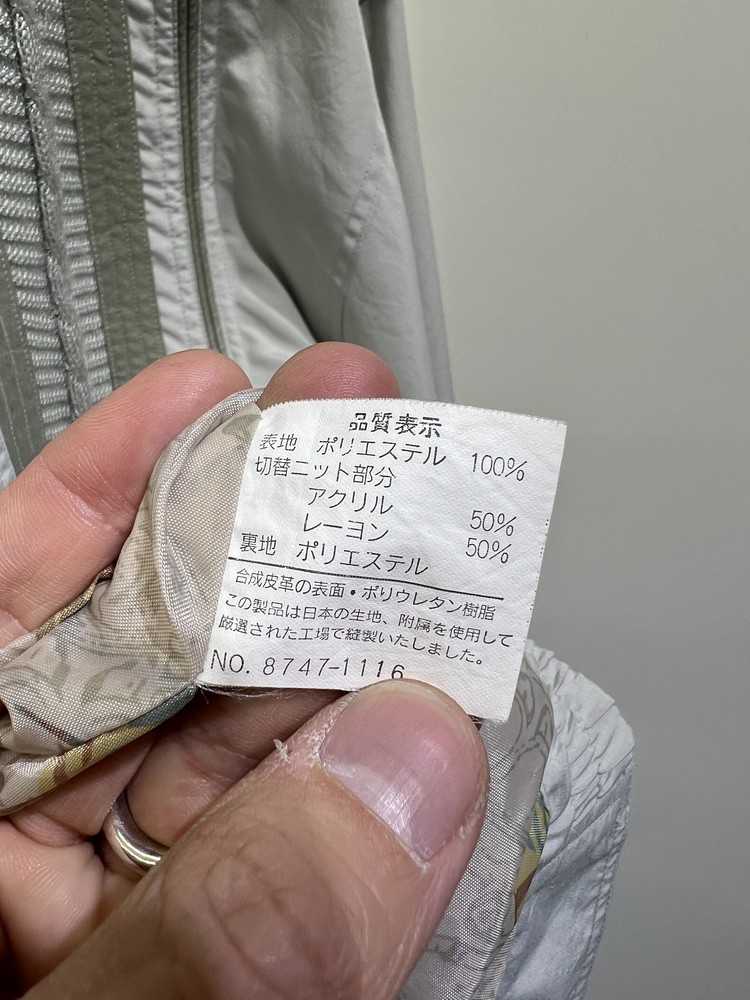 品質表示
表地 ポリエステル 100%
切替ニット部分
アクリル 50%
レーヨン 50%
裏地 ポリエステル
合成皮革の表面・ポリウレタン樹脂
この製品は日本の生地、附属を使用して
厳選された工場で縫製いたしました。
NO. 8747-1116